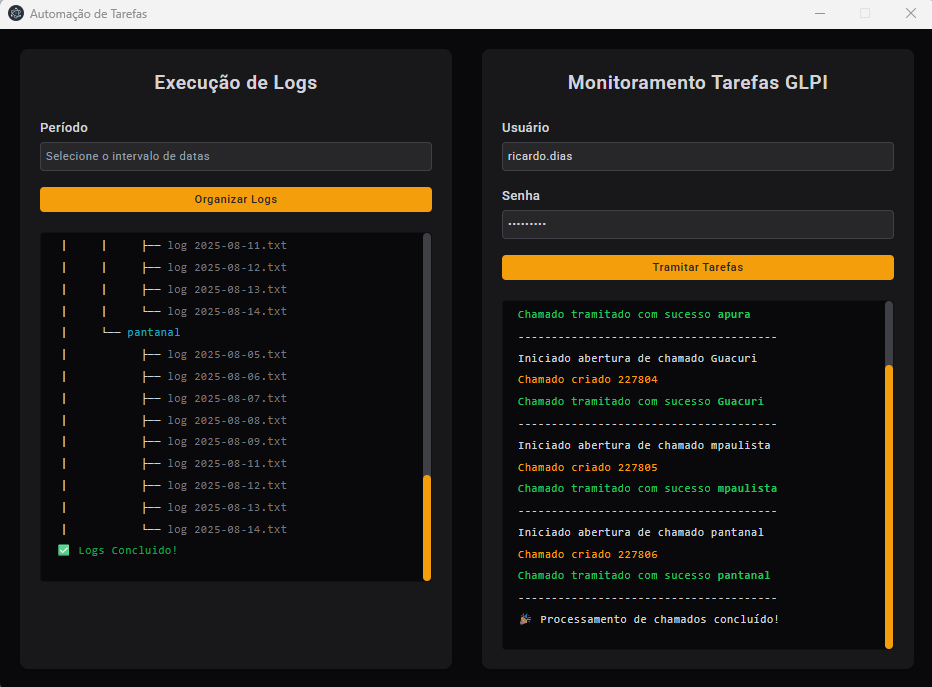 Automação de Tarefas
Execução de Logs
Período
Selecione o intervalo de datas
Organizar Logs
|     |     ├── log 2025-08-11.txt
|     |     ├── log 2025-08-12.txt
|     |     ├── log 2025-08-13.txt
|     |     └── log 2025-08-14.txt
|     └── pantanal
|           ├── log 2025-08-05.txt
|           ├── log 2025-08-06.txt
|           ├── log 2025-08-07.txt
|           ├── log 2025-08-08.txt
|           ├── log 2025-08-09.txt
|           ├── log 2025-08-11.txt
|           ├── log 2025-08-12.txt
|           ├── log 2025-08-13.txt
|           └── log 2025-08-14.txt
✅ Logs Concluido!
Monitoramento Tarefas GLPI
Usuário
ricardo.dias
Senha
•••••••••
Tramitar Tarefas
Chamado tramitado com sucesso apura
---------------------------------------
Iniciado abertura de chamado Guacuri
Chamado criado 227804
Chamado tramitado com sucesso Guacuri
---------------------------------------
Iniciado abertura de chamado mpaulista
Chamado criado 227805
Chamado tramitado com sucesso mpaulista
---------------------------------------
Iniciado abertura de chamado pantanal
Chamado criado 227806
Chamado tramitado com sucesso pantanal
---------------------------------------
🎉 Processamento de chamados concluído!